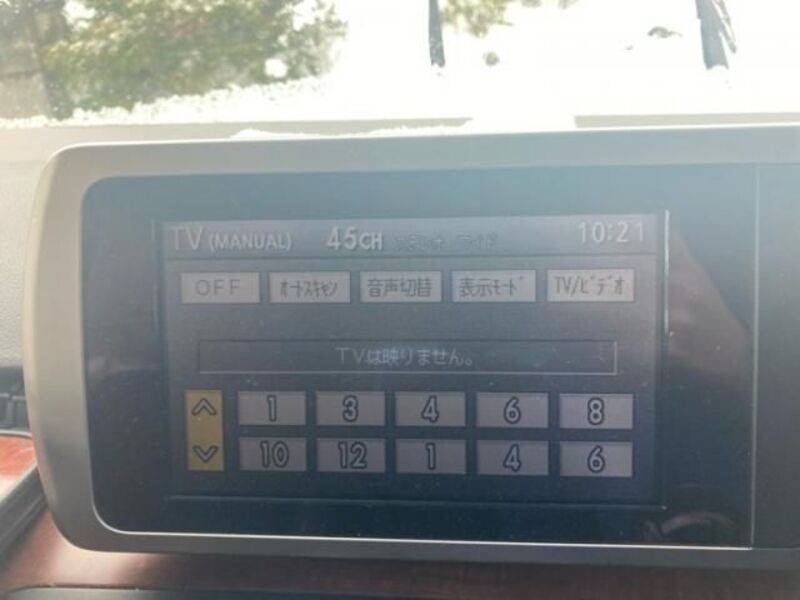 TV (MANUAL) 45CH 10:21
OFF ｵｰﾄｽｷｬﾝ 音声切替 表示ﾓｰﾄﾞ TV/ﾋﾞﾃﾞｵ
TVは映りません。
1 3 4 6 8
10 12 1 4 6